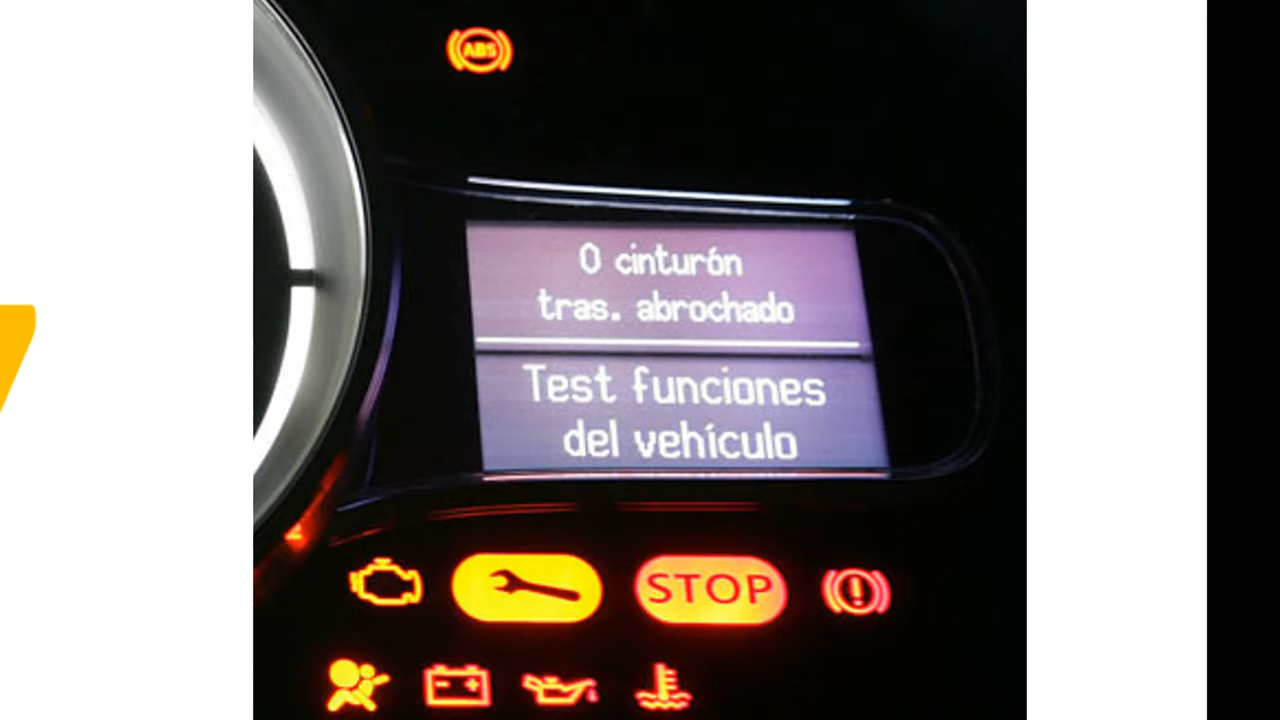 ABS
0 cinturón
tras. abrochado
Test funciones
del vehículo
STOP